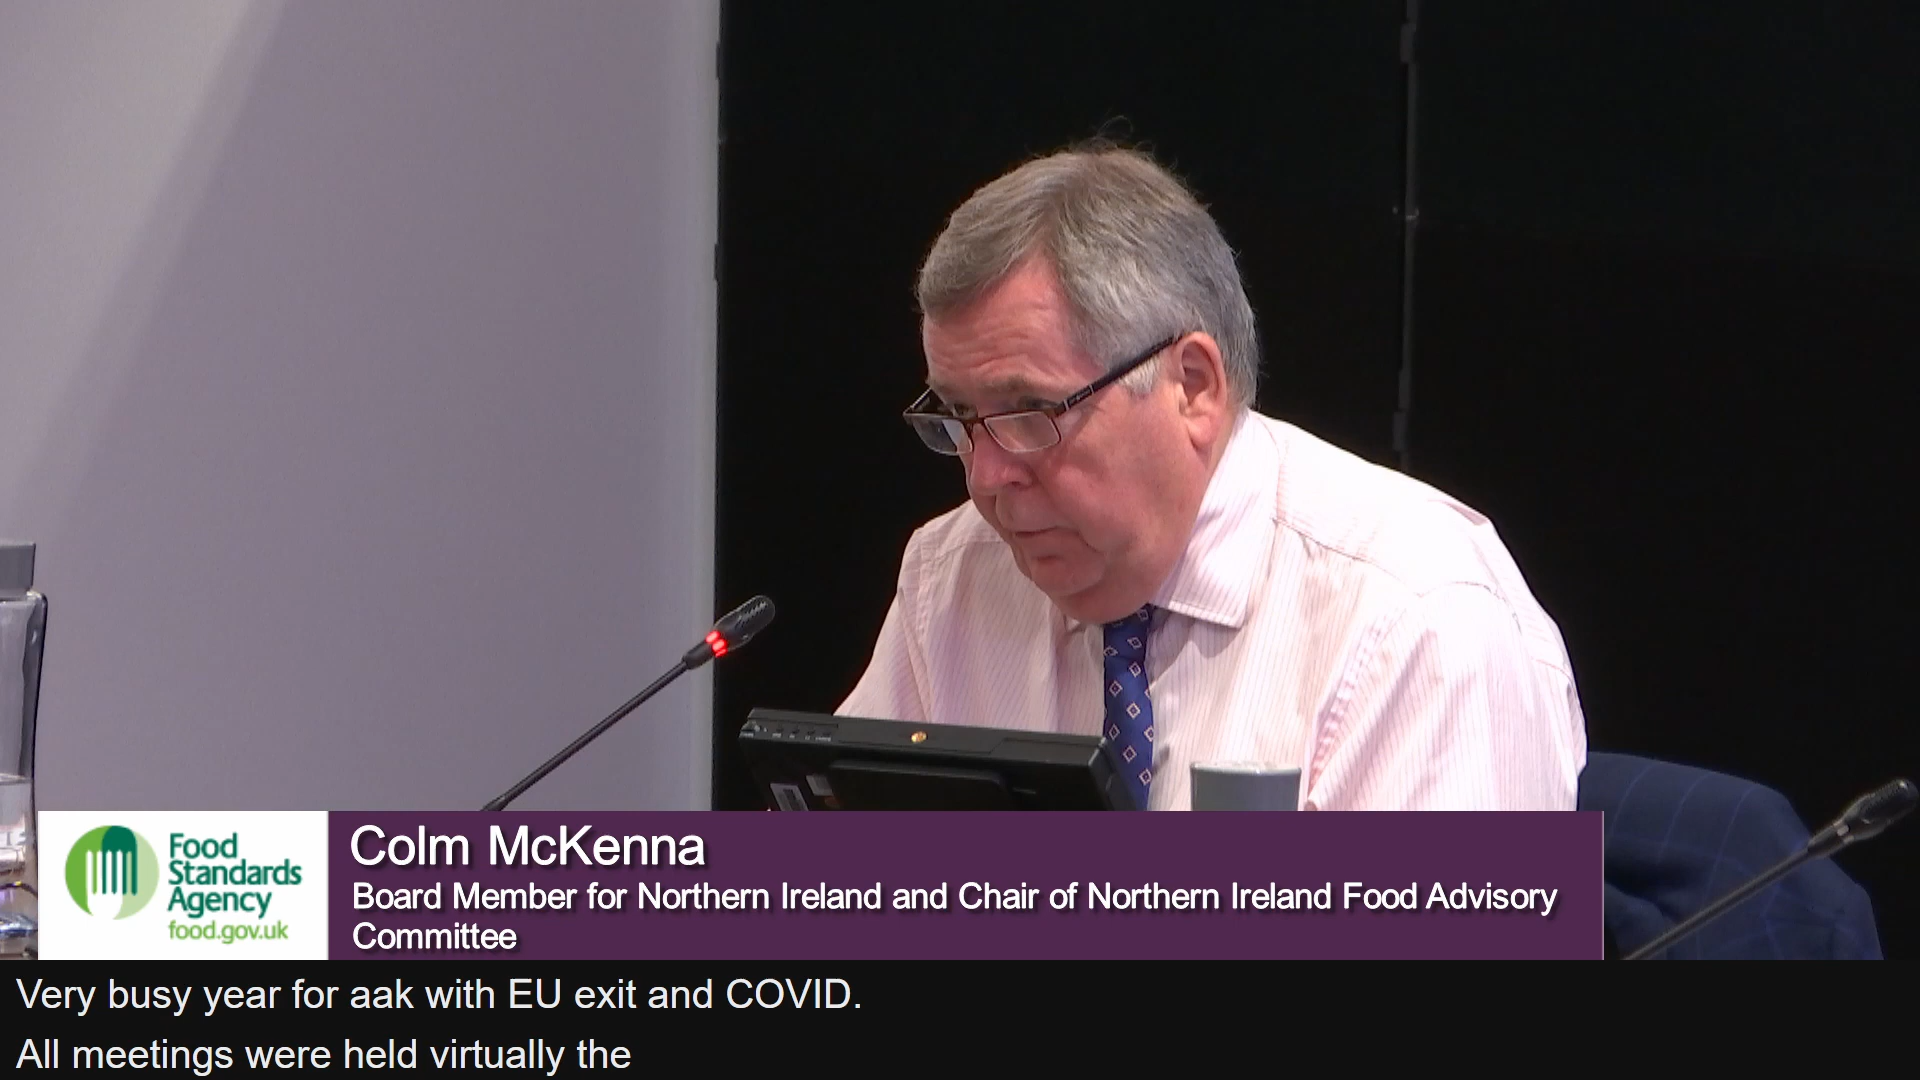 Food
Standards
Agency
food.gov.uk
Colm McKenna
Board Member for Northern Ireland and Chair of Northern Ireland Food Advisory
Committee
Very busy year for aak with EU exit and COVID.
All meetings were held virtually the